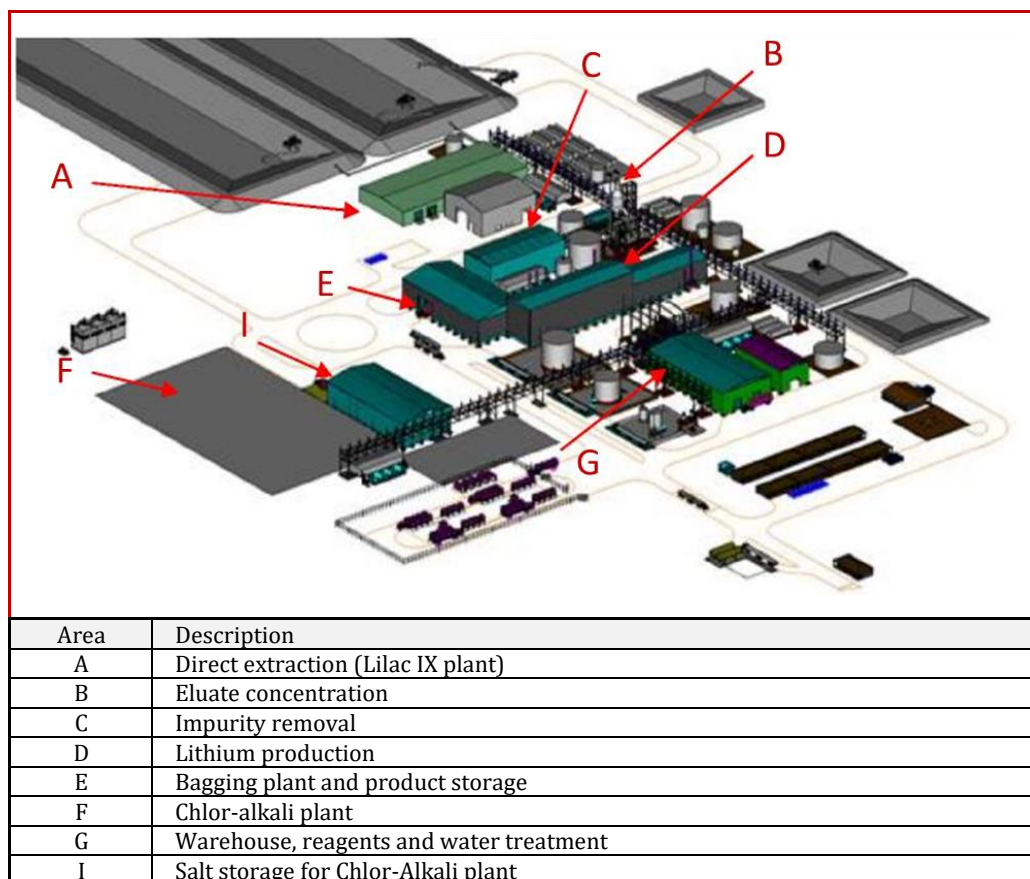 C
B
D
A
E
I
F
G
Area Description
A Direct extraction (Lilac IX plant)
B Eluate concentration
C Impurity removal
D Lithium production
E Bagging plant and product storage
F Chlor-alkali plant
G Warehouse, reagents and water treatment
I Salt storage for Chlor-Alkali plant